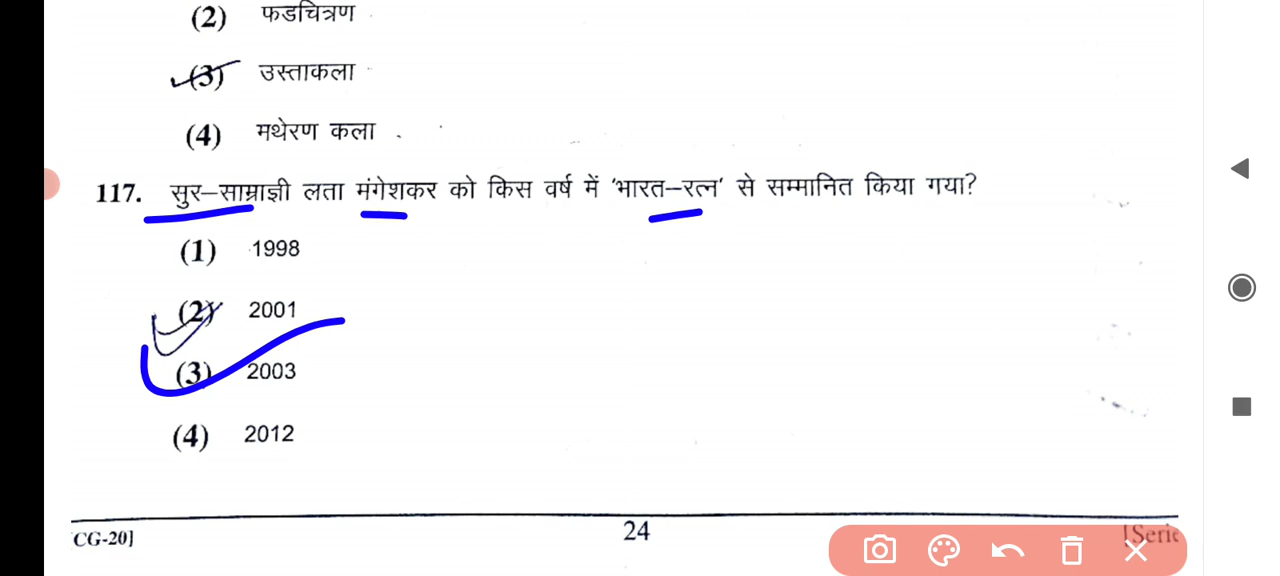 (2) फडचित्रण
(3) उस्ताकला
(4) मथेरण कला
117. सुर–साम्राज्ञी लता मंगेशकर को किस वर्ष में ‘भारत–रत्न’ से सम्मानित किया गया?
(1) 1998
(2) 2001
(3) 2003
(4) 2012
CG-20] 24 [Serie